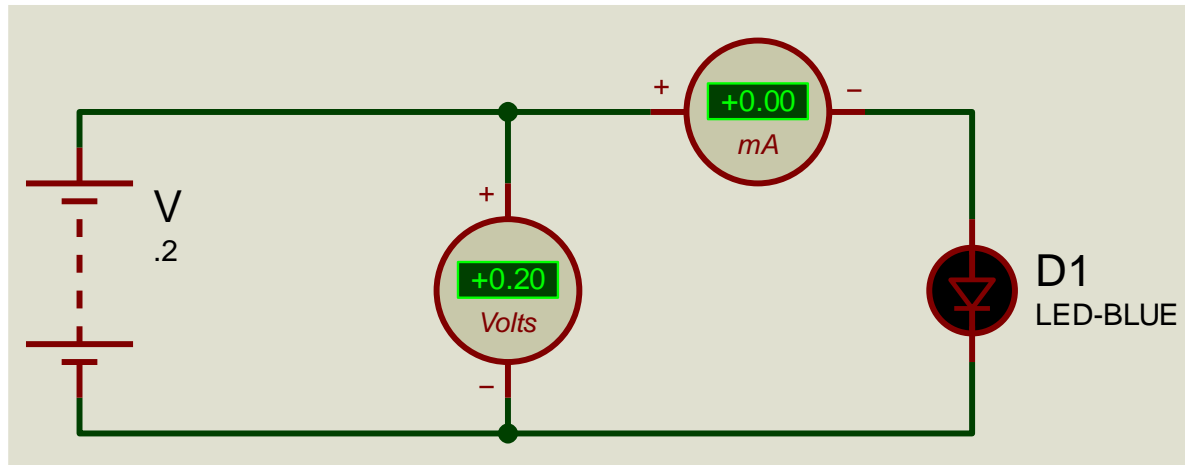 +
+0.00
−
mA
V
.2
+
+0.20
Volts
−
D1
LED-BLUE